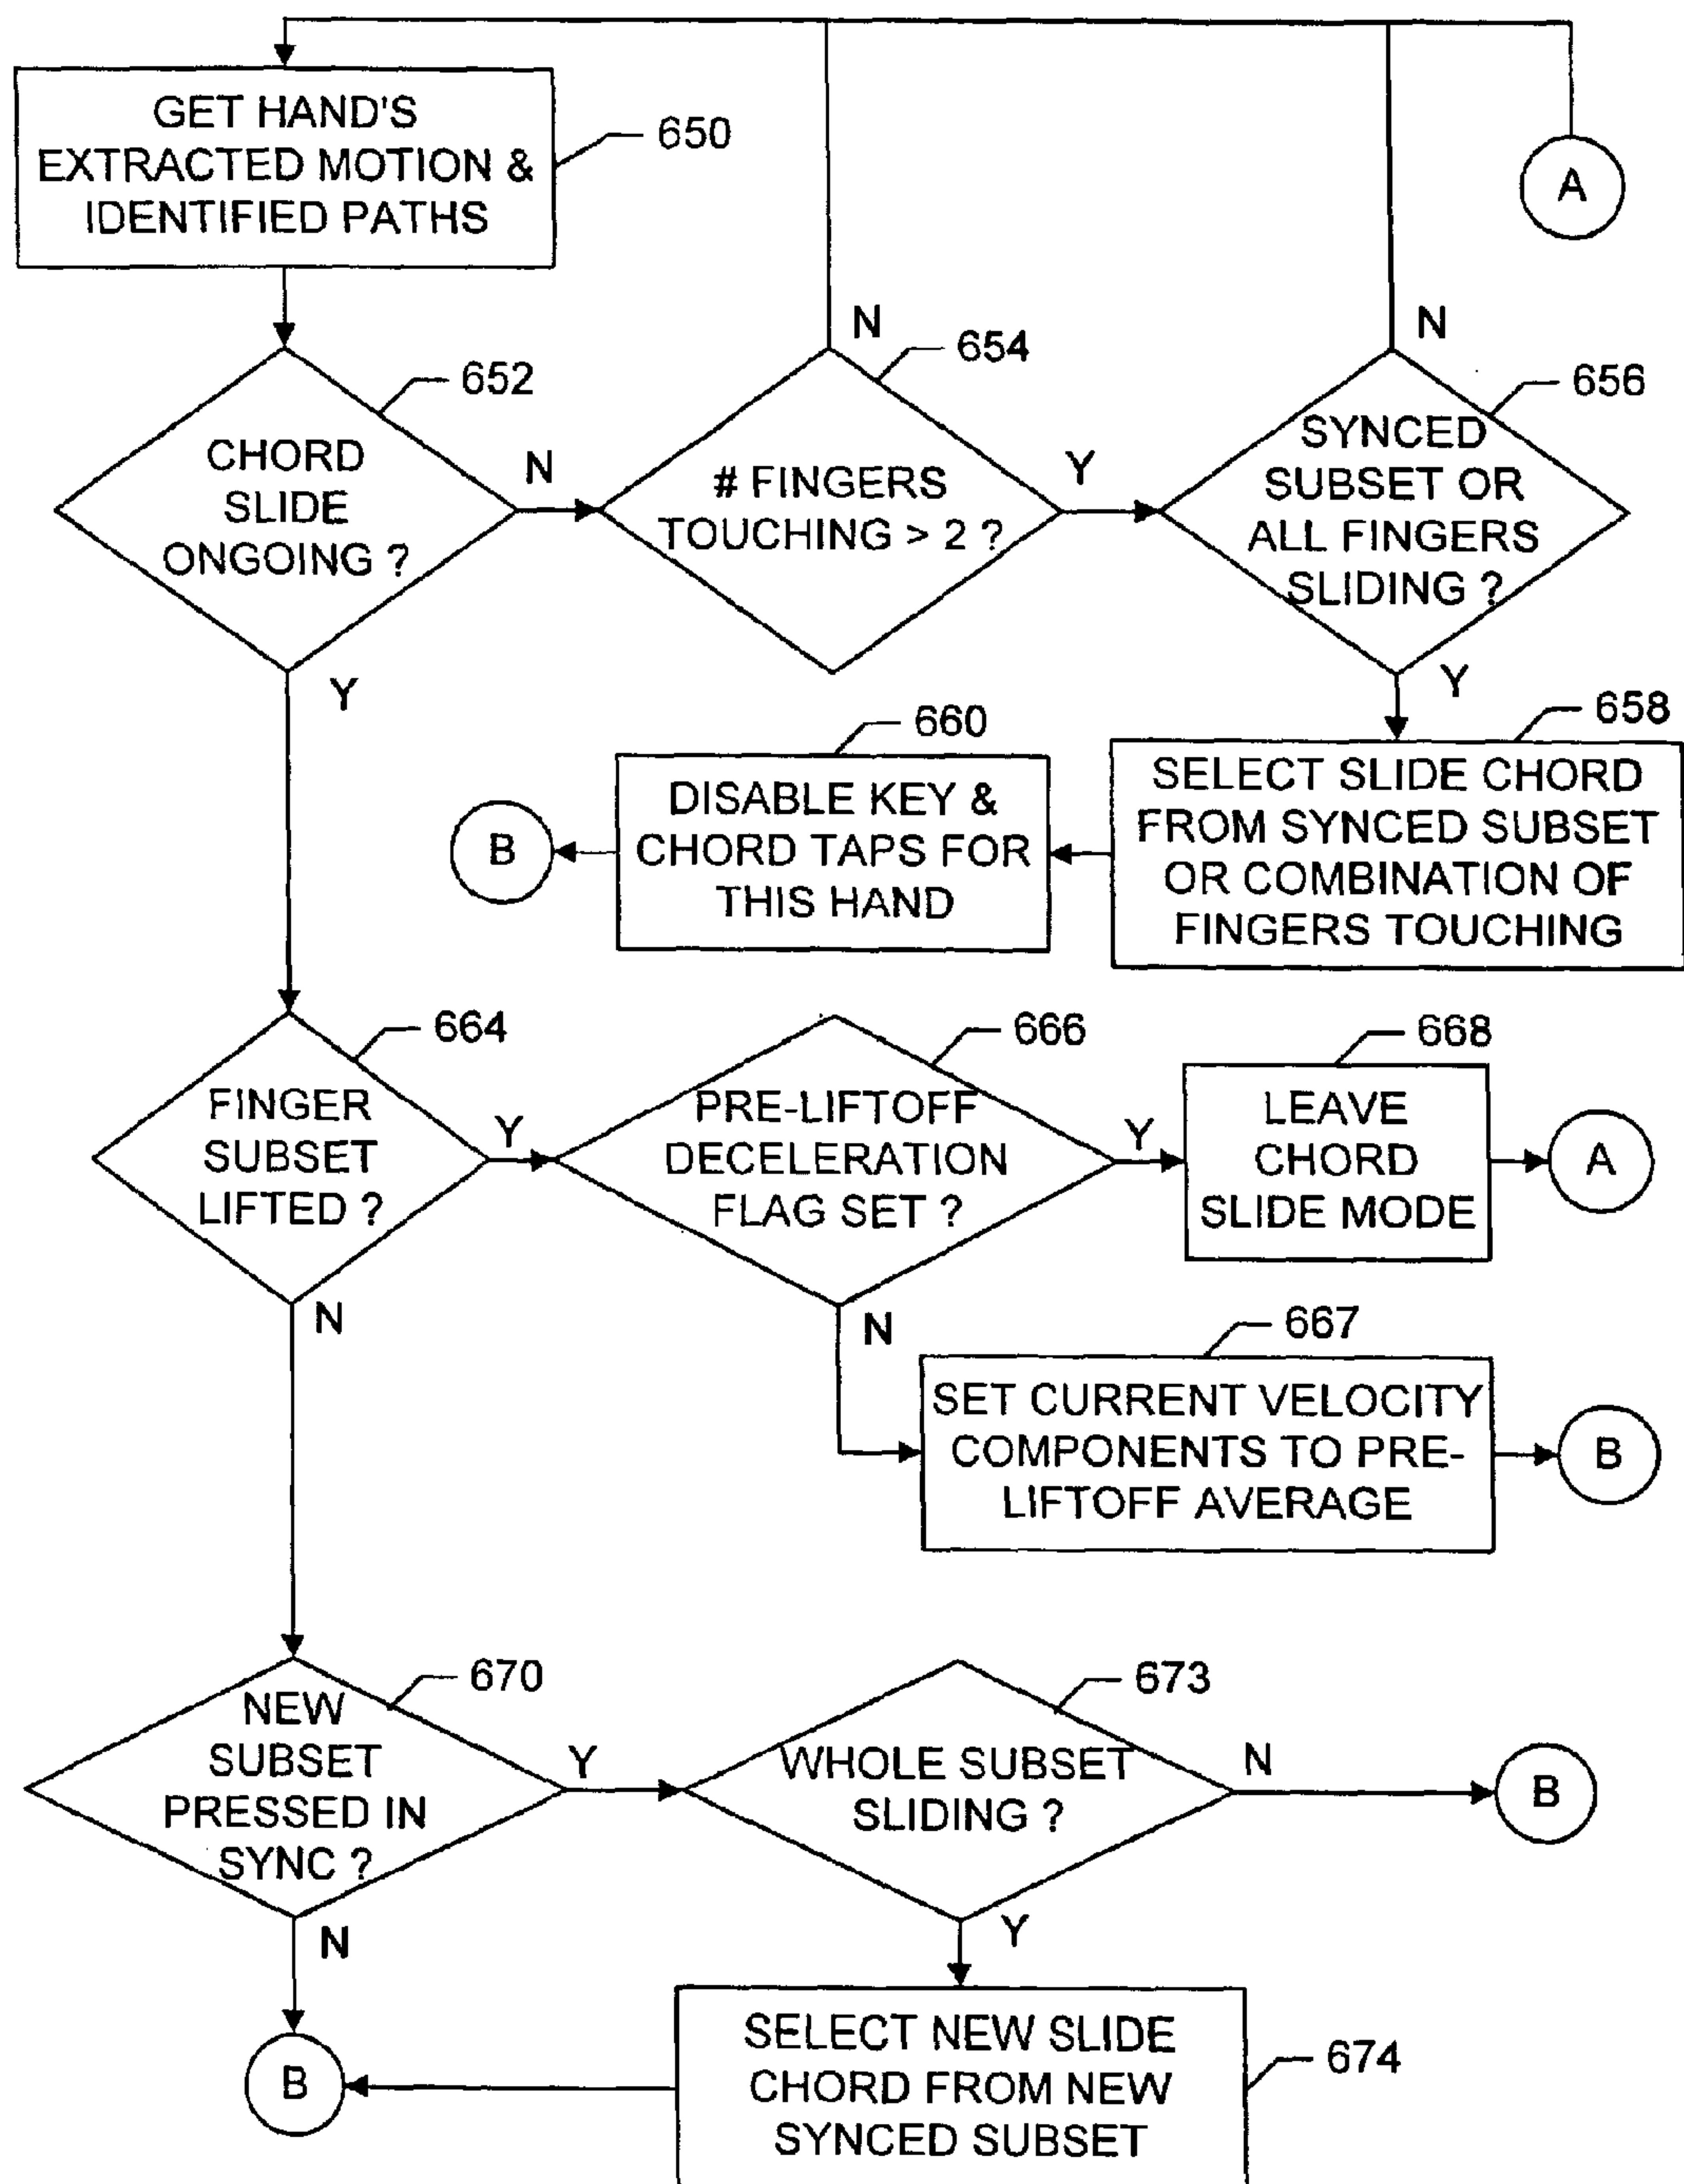 GET HAND'S
EXTRACTED MOTION &
IDENTIFIED PATHS
650
A
652
CHORD
SLIDE
ONGOING ?
N
Y
N
654
# FINGERS
TOUCHING > 2 ?
Y
N
656
SYNCED
SUBSET OR
ALL FINGERS
SLIDING ?
Y
658
SELECT SLIDE CHORD
FROM SYNCED SUBSET
OR COMBINATION OF
FINGERS TOUCHING
660
DISABLE KEY &
CHORD TAPS FOR
THIS HAND
B
664
FINGER
SUBSET
LIFTED ?
Y
N
666
PRE-LIFTOFF
DECELERATION
FLAG SET ?
Y
N
668
LEAVE
CHORD
SLIDE MODE
A
667
SET CURRENT VELOCITY
COMPONENTS TO PRE-
LIFTOFF AVERAGE
B
670
NEW
SUBSET
PRESSED IN
SYNC ?
Y
N
673
WHOLE SUBSET
SLIDING ?
N
B
Y
674
SELECT NEW SLIDE
CHORD FROM NEW
SYNCED SUBSET
B